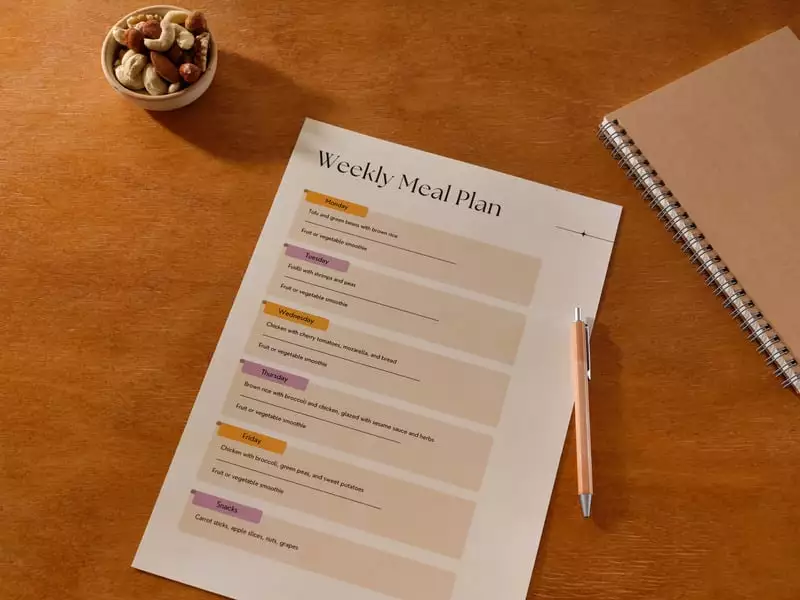 Weekly Meal Plan
Monday
Tofu and green beans with brown rice
Fruit or vegetable smoothie
Tuesday
Fusilli with shrimps and peas
Fruit or vegetable smoothie
Wednesday
Chicken with cherry tomatoes, mozarella, and bread
Fruit or vegetable smoothie
Thursday
Brown rice with broccoli and chicken, glazed with sesame sauce and herbs
Fruit or vegetable smoothie
Friday
Chicken with broccoli, green peas, and sweet potatoes
Fruit or vegetable smoothie
Snacks
Carrot sticks, apple slices, nuts, grapes